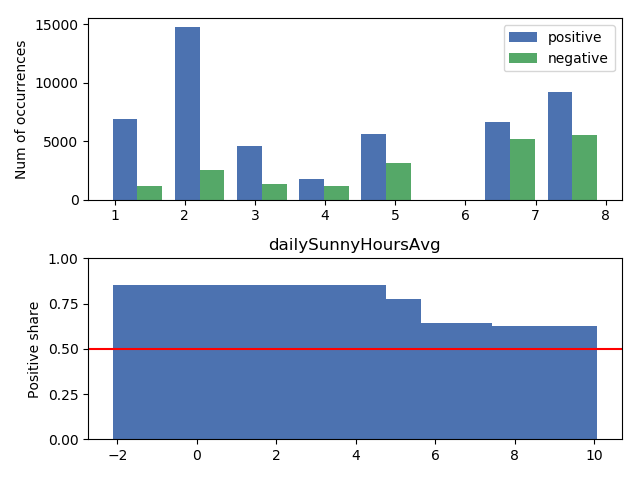 Num of occurrences
15000
10000
5000
0
positive
negative
1 2 3 4 5 6 7 8
dailySunnyHoursAvg
Positive share
1.00
0.75
0.50
0.25
0.00
−2 0 2 4 6 8 10